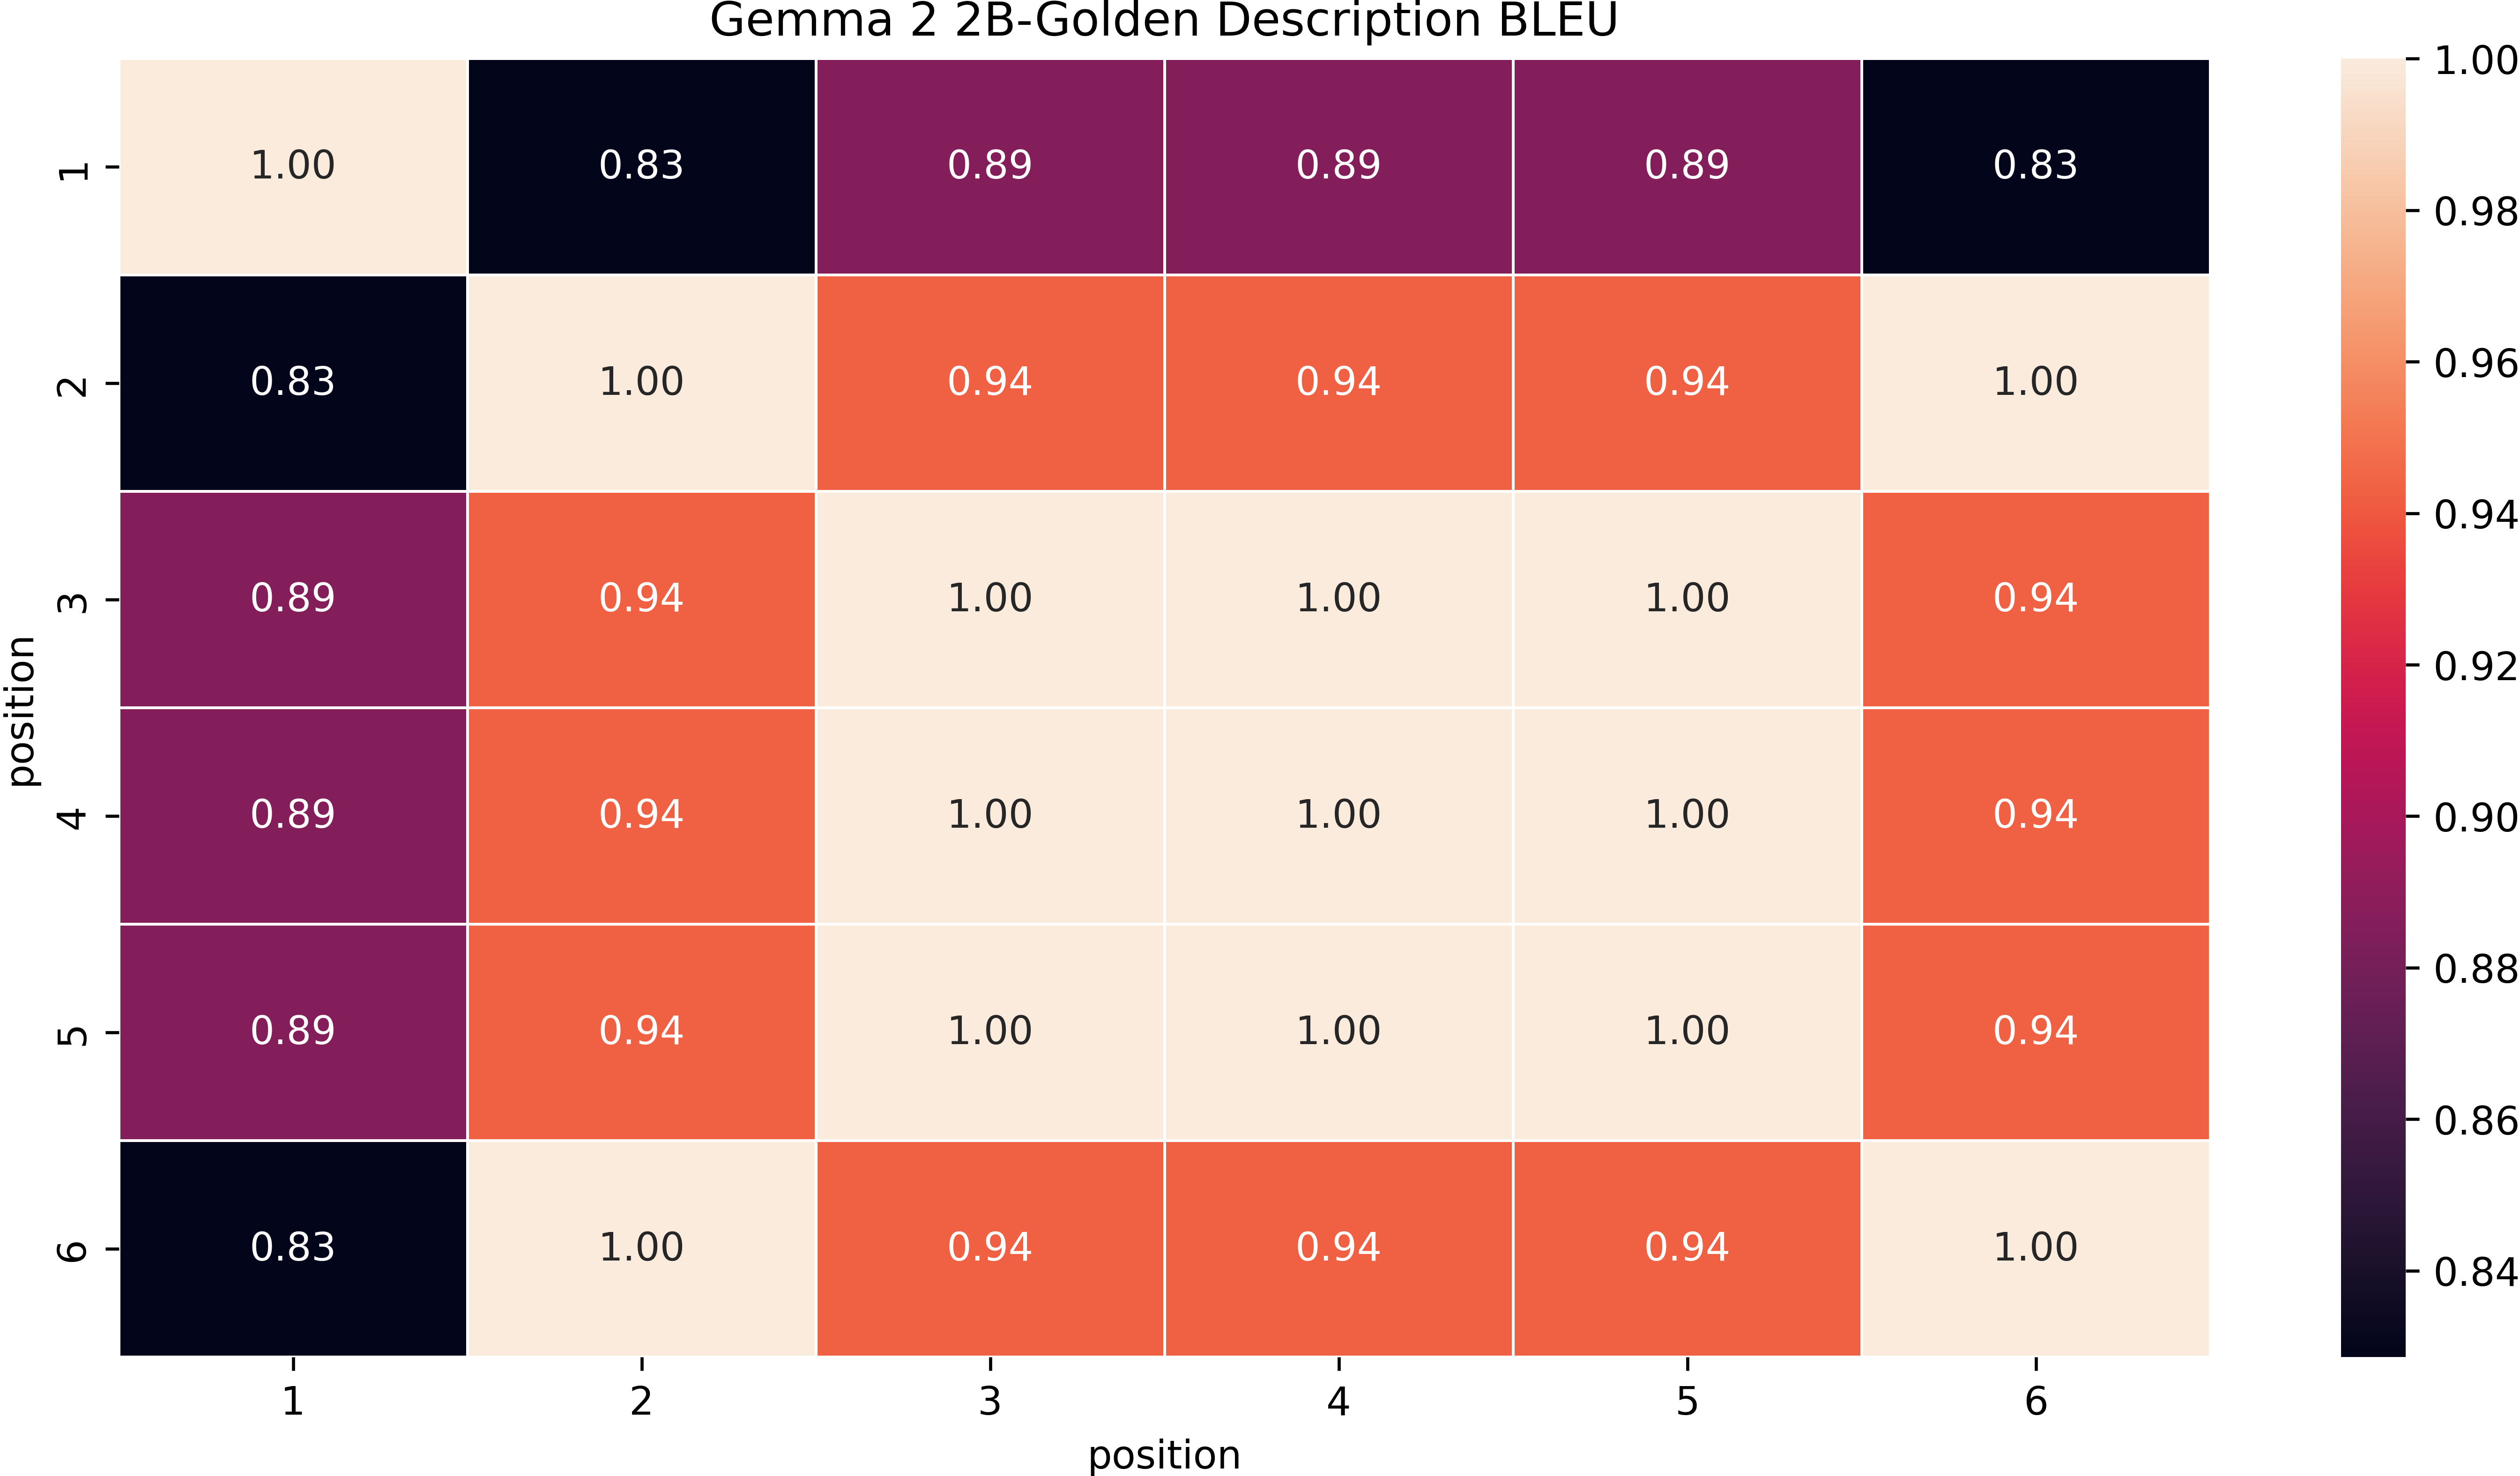 Gemma 2 2B-Golden Description BLEU
1 1.00 0.83 0.89 0.89 0.89 0.83
2 0.83 1.00 0.94 0.94 0.94 1.00
3 0.89 0.94 1.00 1.00 1.00 0.94
4 0.89 0.94 1.00 1.00 1.00 0.94
5 0.89 0.94 1.00 1.00 1.00 0.94
6 0.83 1.00 0.94 0.94 0.94 1.00
position
1 2 3 4 5 6
position
1.00
0.98
0.96
0.94
0.92
0.90
0.88
0.86
0.84